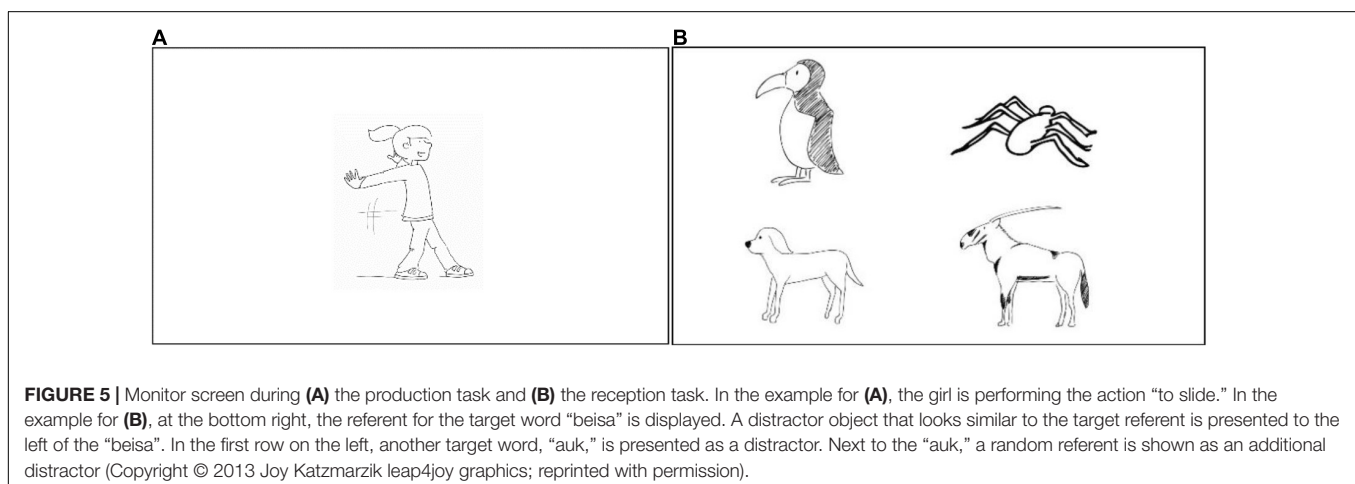 A
B
FIGURE 5 | Monitor screen during (A) the production task and (B) the reception task. In the example for (A), the girl is performing the action “to slide.” In the
example for (B), at the bottom right, the referent for the target word “beisa” is displayed. A distractor object that looks similar to the target referent is presented to the
left of the “beisa”. In the first row on the left, another target word, “auk,” is presented as a distractor. Next to the “auk,” a random referent is shown as an additional
distractor (Copyright © 2013 Joy Katzmarzik leap4joy graphics; reprinted with permission).